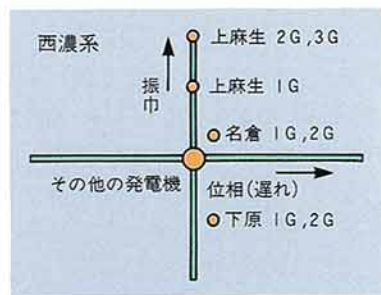 西濃系
上麻生 2G,3G
振巾
上麻生 1G
名倉 1G,2G
その他の発電機
位相(遅れ)
下原 1G,2G